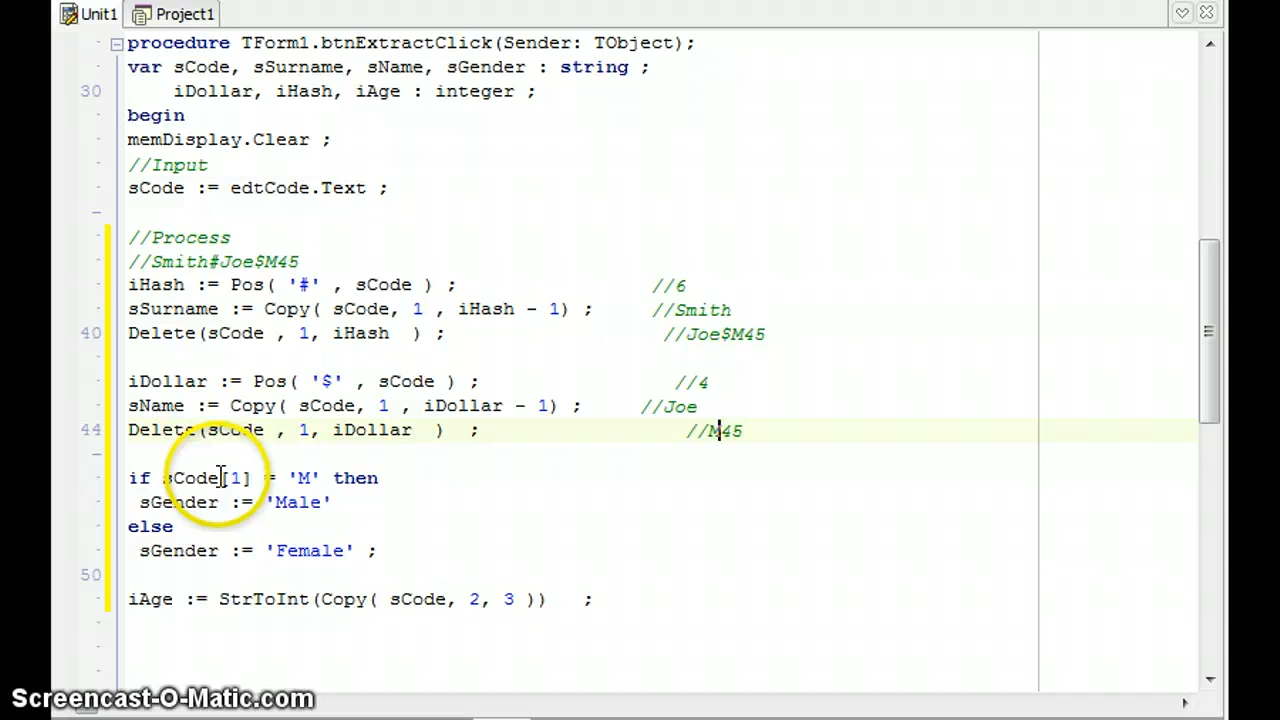 Unit1 Project1
procedure TForm1.btnExtractClick(Sender: TObject);
var sCode, sSurname, sName, sGender : string ;
30 iDollar, iHash, iAge : integer ;
begin
memDisplay.Clear ;
//Input
sCode := edtCode.Text ;
//Process
//Smith#Joe$M45
iHash := Pos( '#' , sCode ) ; //6
sSurname := Copy( sCode, 1 , iHash - 1) ; //Smith
40 Delete(sCode , 1, iHash ) ; //Joe$M45
iDollar := Pos( '$' , sCode ) ; //4
sName := Copy( sCode, 1 , iDollar - 1) ; //Joe
44 Delete(sCode , 1, iDollar ) ; //M45
if sCode[1] = 'M' then
sGender := 'Male'
else
sGender := 'Female' ;
50
iAge := StrToInt(Copy( sCode, 2, 3 )) ;
Screencast-O-Matic.com